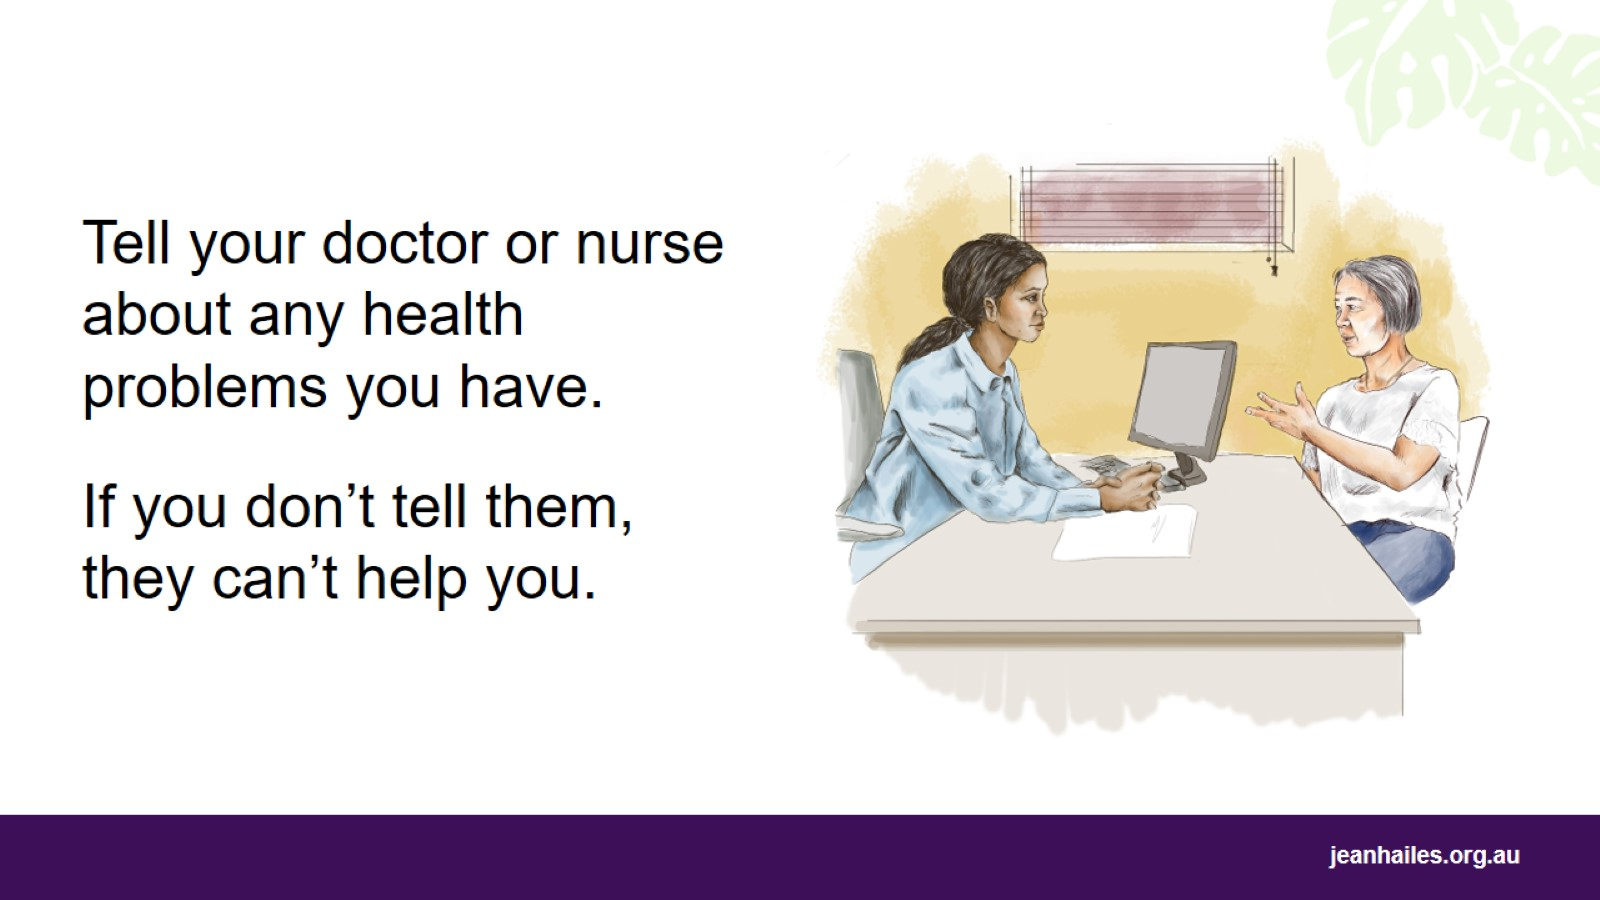 Tell your doctor or nurse
about any health
problems you have.
If you don’t tell them,
they can’t help you.
jeanhailes.org.au